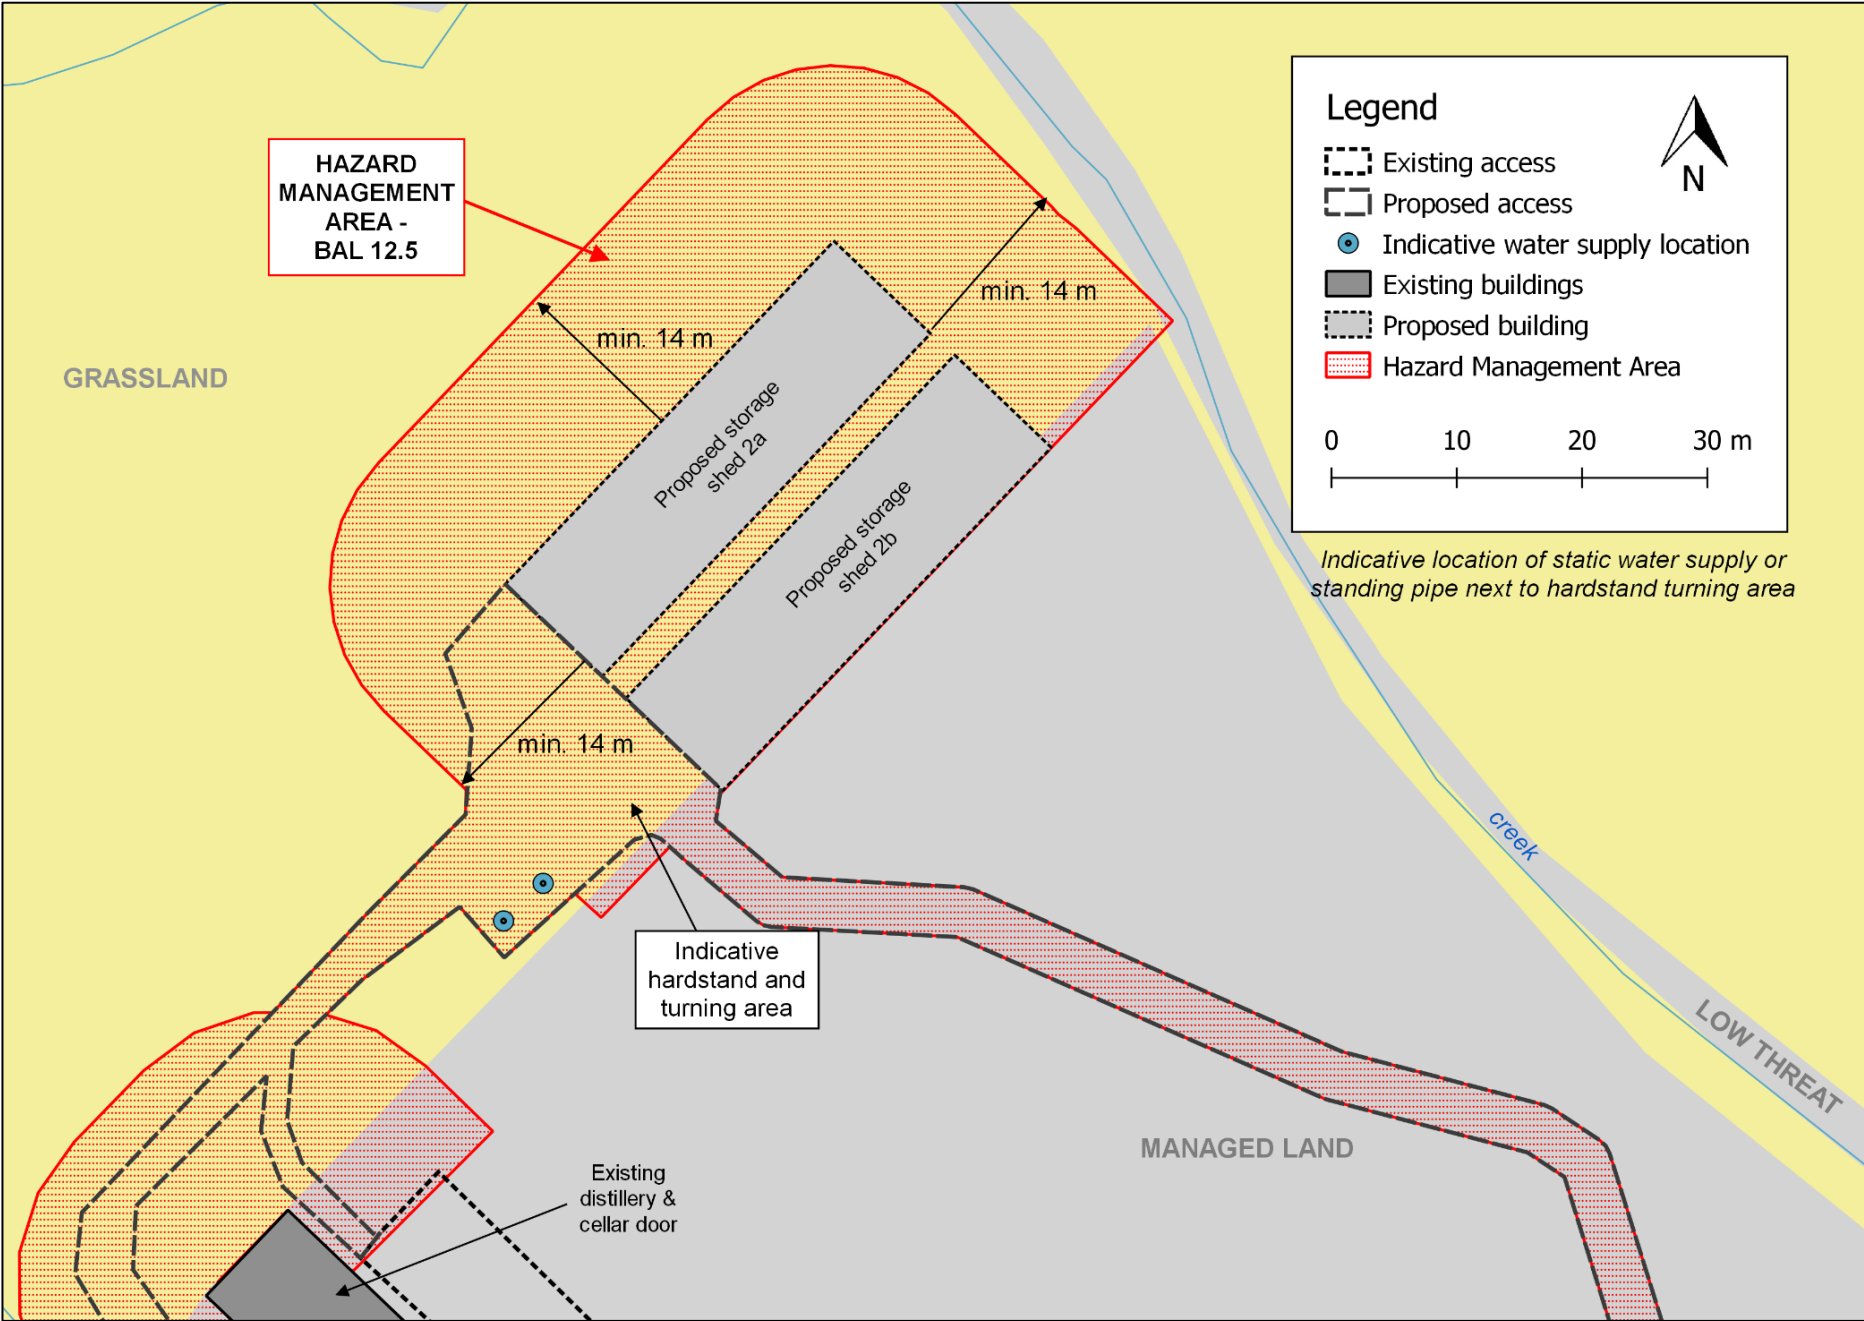 HAZARD
MANAGEMENT
AREA -
BAL 12.5
GRASSLAND
min. 14 m
min. 14 m
Proposed storage
shed 2a
Proposed storage
shed 2b
min. 14 m
Indicative
hardstand and
turning area
Existing
distillery &
cellar door
MANAGED LAND
creek
LOW THREAT
Legend
N
Existing access
Proposed access
Indicative water supply location
Existing buildings
Proposed building
Hazard Management Area
0 10 20 30 m
Indicative location of static water supply or
standing pipe next to hardstand turning area